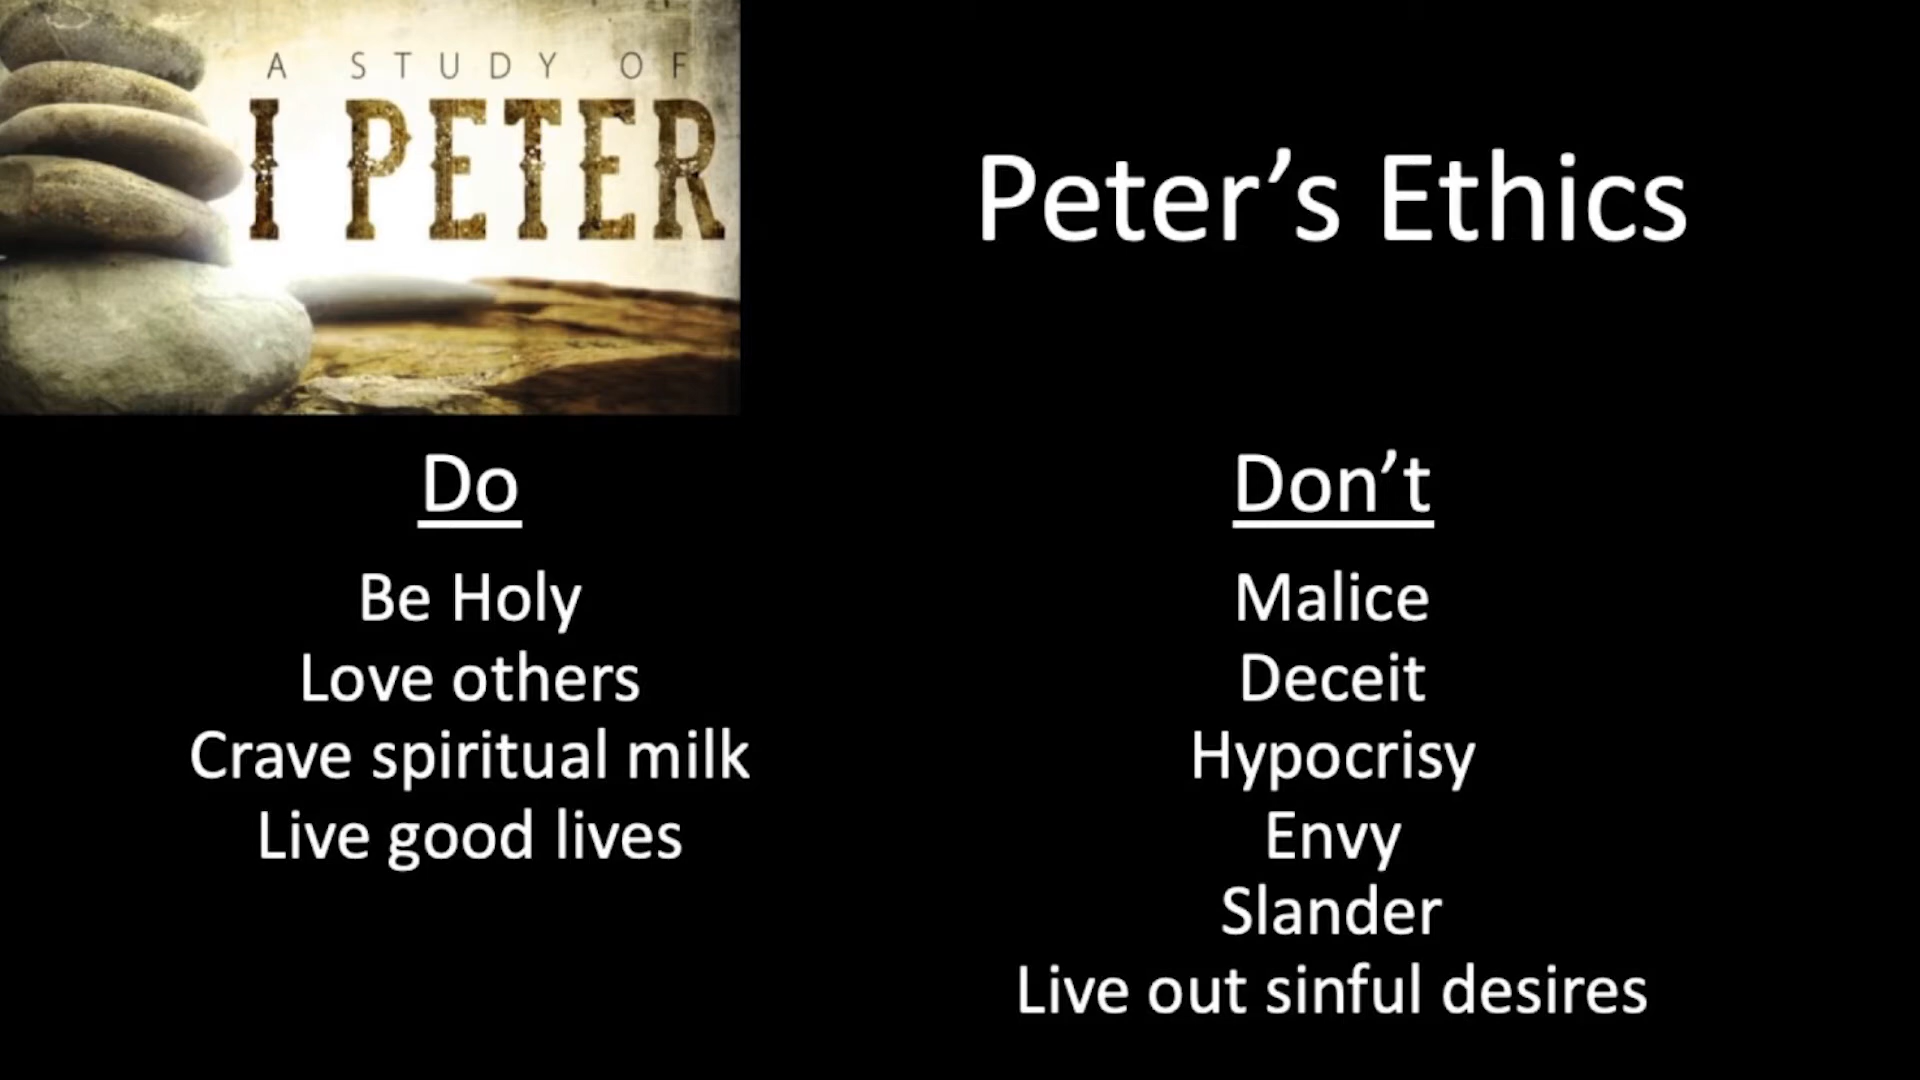 A STUDY OF
I PETER
Peter’s Ethics
Do
Be Holy
Love others
Crave spiritual milk
Live good lives
Don’t
Malice
Deceit
Hypocrisy
Envy
Slander
Live out sinful desires